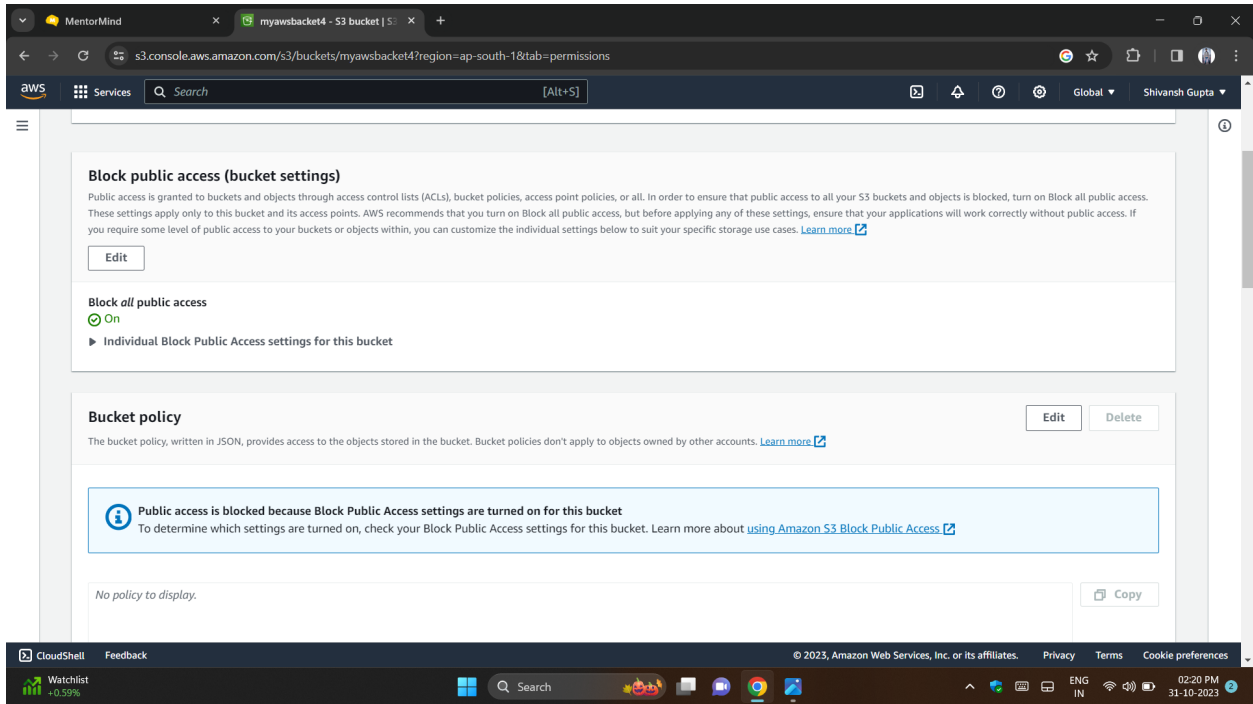 MentorMind
myawsbacket4 - S3 bucket | S3
s3.console.aws.amazon.com/s3/buckets/myawsbacket4?region=ap-south-1&tab=permissions
aws
Services
Search
[Alt+S]
Global
Shivansh Gupta
Block public access (bucket settings)
Public access is granted to buckets and objects through access control lists (ACLs), bucket policies, access point policies, or all. In order to ensure that public access to all your S3 buckets and objects is blocked, turn on Block all public access.
These settings apply only to this bucket and its access points. AWS recommends that you turn on Block all public access, but before applying any of these settings, ensure that your applications will work correctly without public access. If
you require some level of public access to your buckets or objects within, you can customize the individual settings below to suit your specific storage use cases. Learn more
Edit
Block all public access
On
Individual Block Public Access settings for this bucket
Bucket policy
Edit
Delete
The bucket policy, written in JSON, provides access to the objects stored in the bucket. Bucket policies don't apply to objects owned by other accounts. Learn more
Public access is blocked because Block Public Access settings are turned on for this bucket
To determine which settings are turned on, check your Block Public Access settings for this bucket. Learn more about using Amazon S3 Block Public Access
No policy to display.
Copy
CloudShell
Feedback
© 2023, Amazon Web Services, Inc. or its affiliates.
Privacy
Terms
Cookie preferences
Watchlist
+0.59%
Search
ENG
IN
02:20 PM
31-10-2023
2